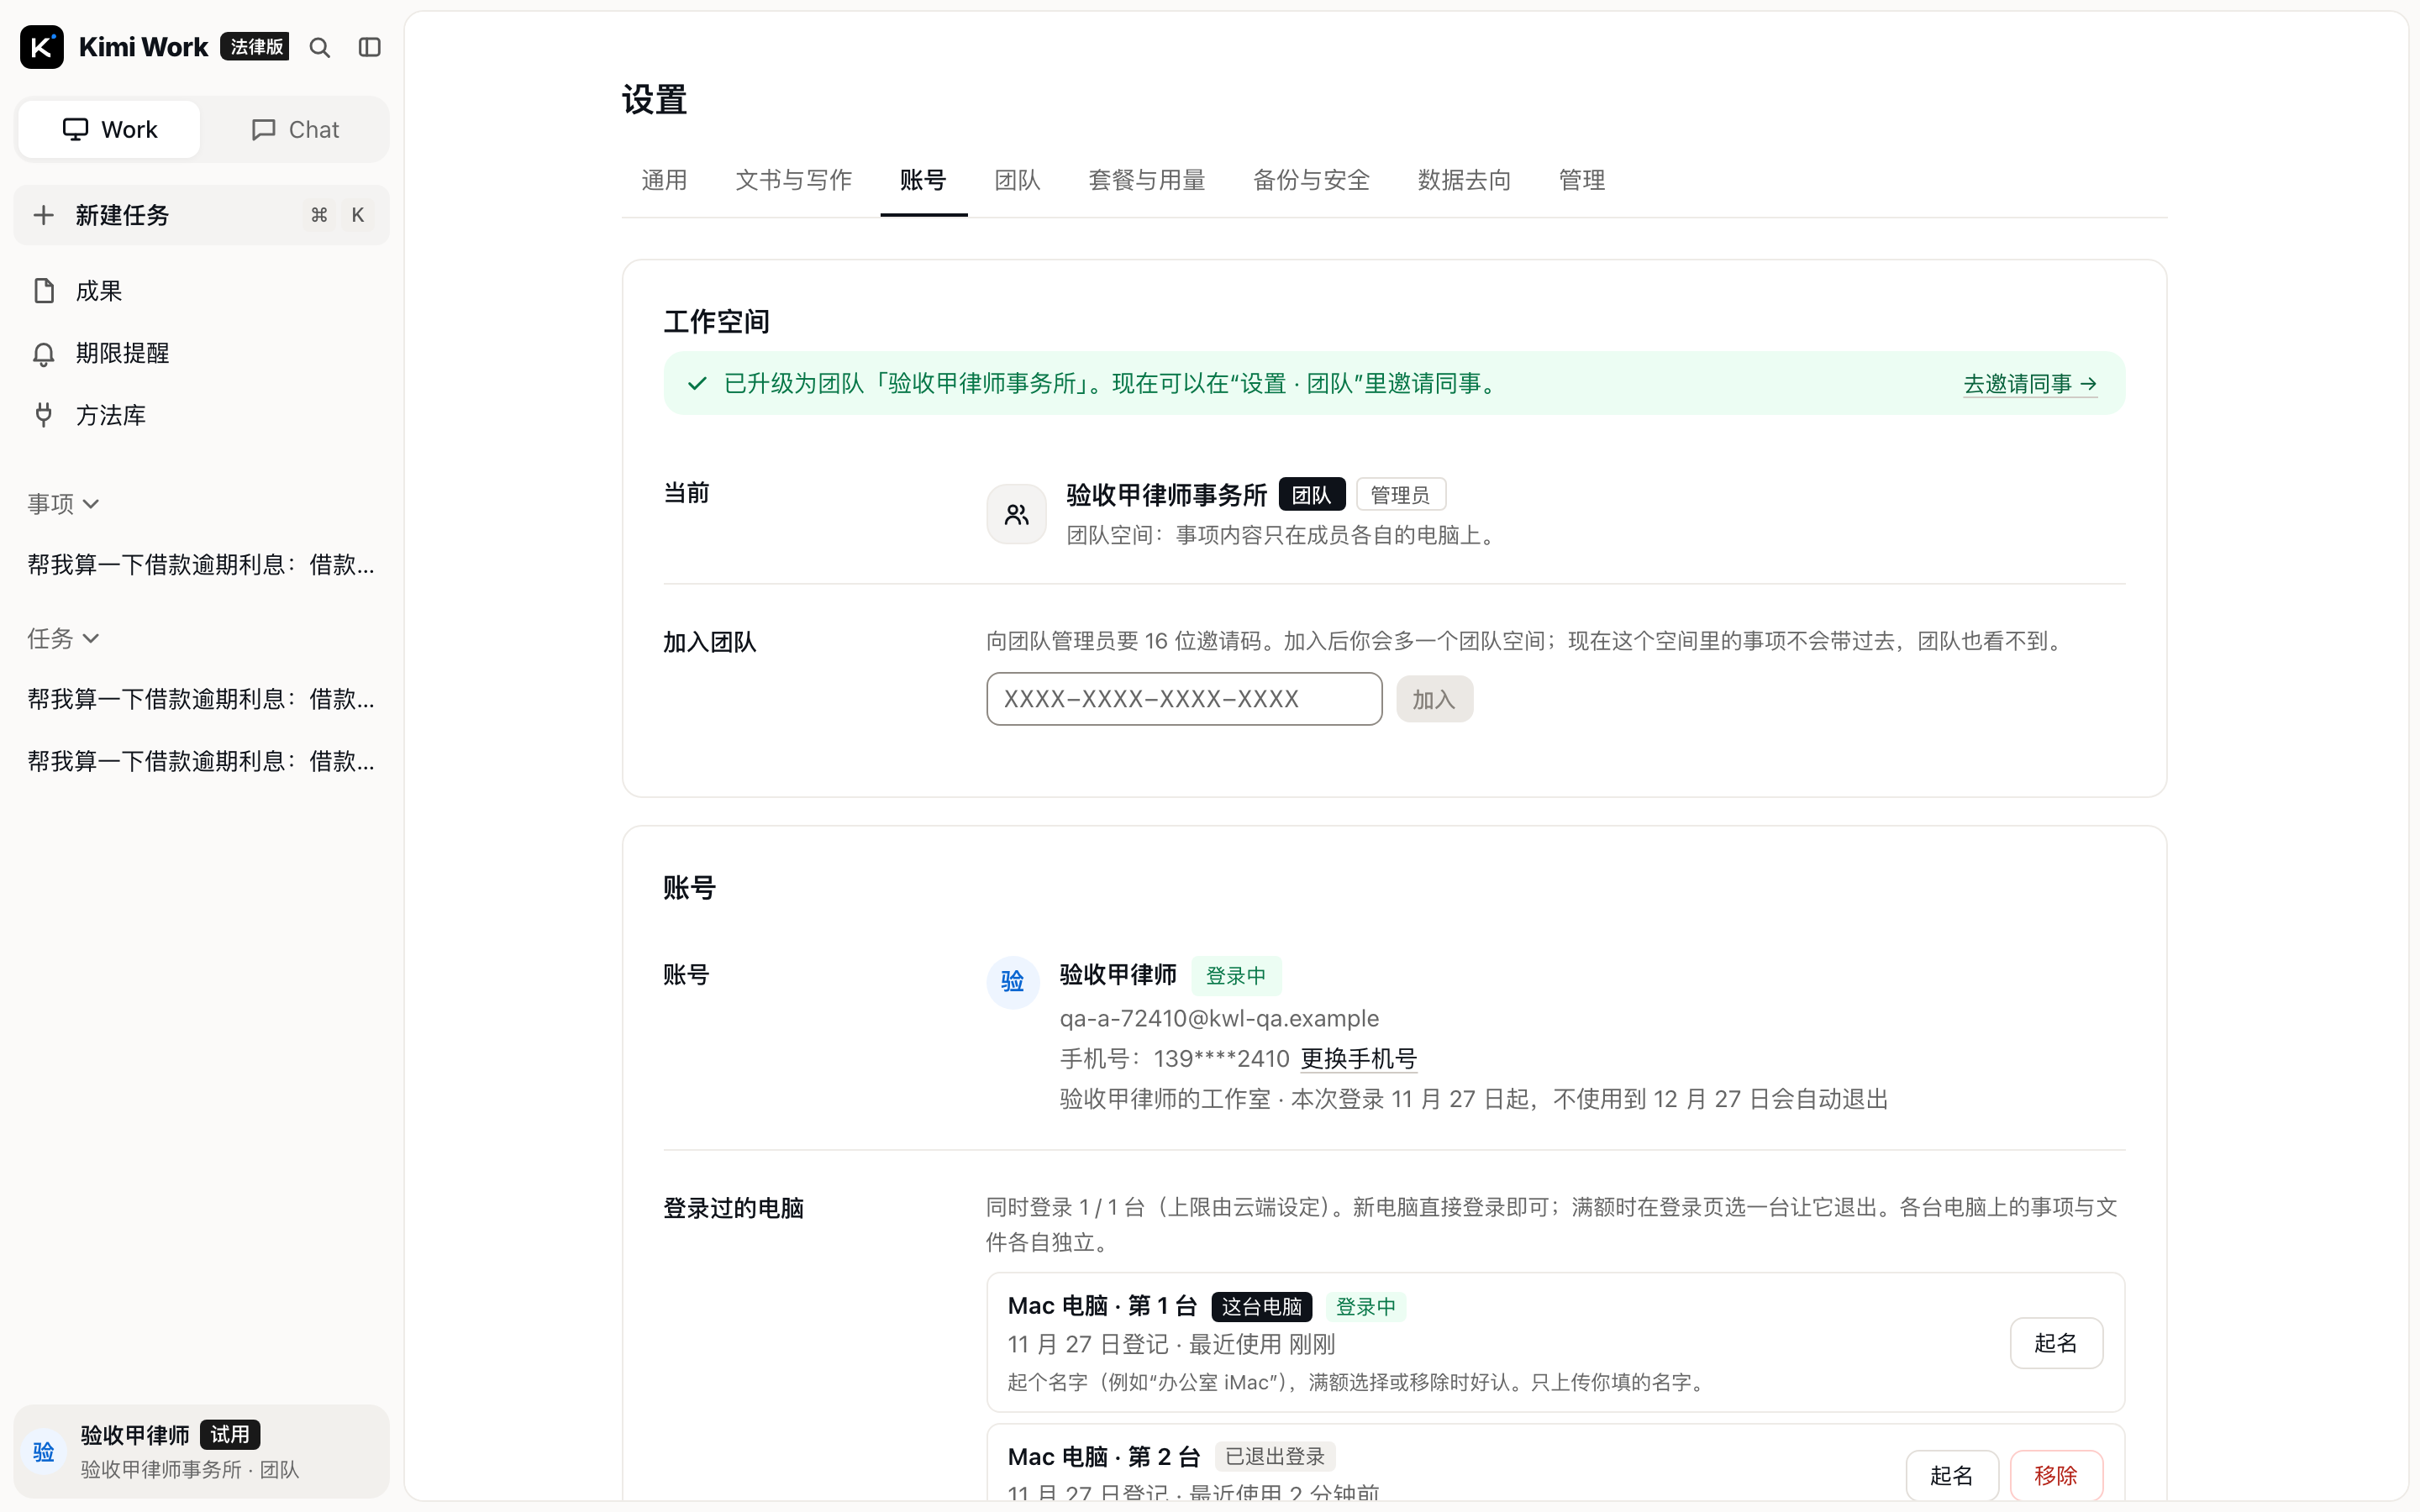 Kimi Work 法律版
Work
Chat
新建任务 ⌘ K
成果
期限提醒
方法库
事项
帮我算一下借款逾期利息：借款...
任务
帮我算一下借款逾期利息：借款...
帮我算一下借款逾期利息：借款...
验 验收甲律师 试用
验收甲律师事务所 · 团队
设置
通用 文书与写作 账号 团队 套餐与用量 备份与安全 数据去向 管理
工作空间
已升级为团队「验收甲律师事务所」。现在可以在“设置 · 团队”里邀请同事。 去邀请同事 →
当前
验收甲律师事务所 团队 管理员
团队空间：事项内容只在成员各自的电脑上。
加入团队
向团队管理员要 16 位邀请码。加入后你会多一个团队空间；现在这个空间里的事项不会带过去，团队也看不到。
XXXX-XXXX-XXXX-XXXX 加入
账号
账号
验 验收甲律师 登录中
qa-a-72410@kwl-qa.example
手机号：139****2410 更换手机号
验收甲律师的工作室 · 本次登录 11 月 27 日起，不使用到 12 月 27 日会自动退出
登录过的电脑
同时登录 1 / 1 台（上限由云端设定）。新电脑直接登录即可；满额时在登录页选一台让它退出。各台电脑上的事项与文
件各自独立。
Mac 电脑 · 第 1 台 这台电脑 登录中
11 月 27 日登记 · 最近使用 刚刚
起个名字（例如“办公室 iMac”），满额选择或移除时好认。只上传你填的名字。
起名
Mac 电脑 · 第 2 台 已退出登录
11 月 27 日登记 · 最近使用 2 分钟前
起名 移除